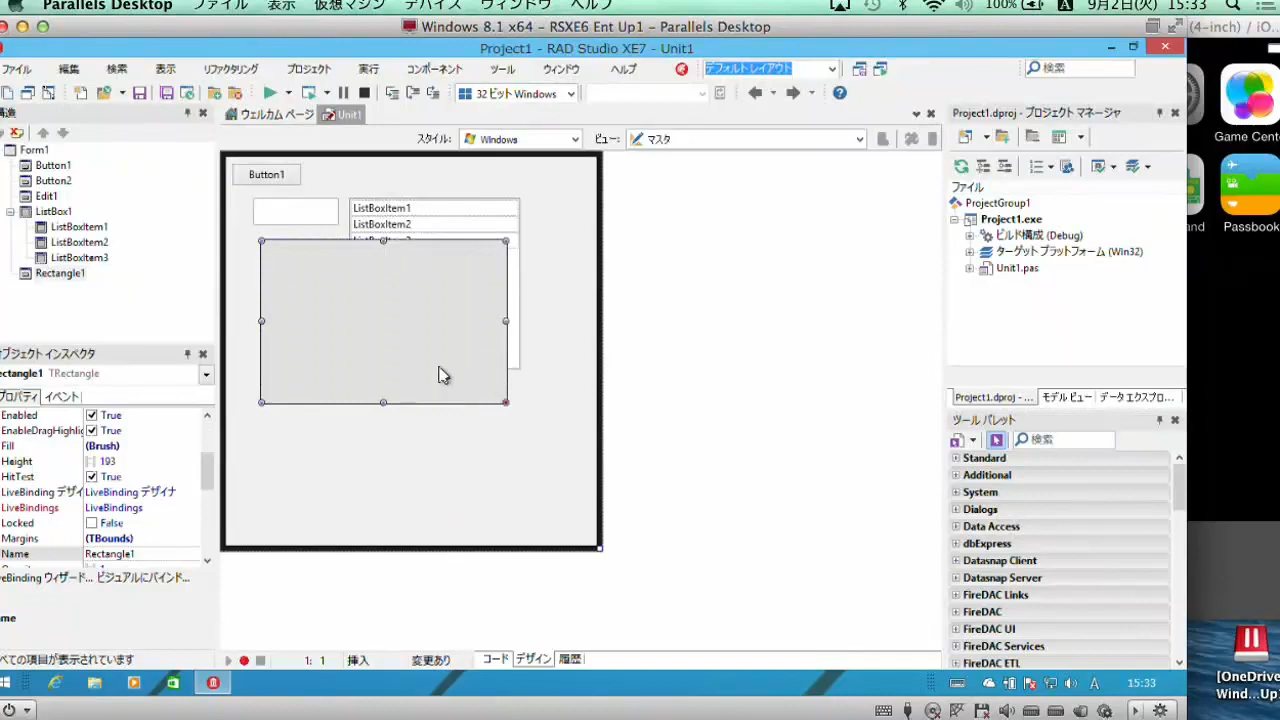 Parallels Desktop ファイル 表示 仮想マシン デバイス ウィンドウ ヘルプ 100% A 9月2日(火) 15:33
Windows 8.1 x64 – RSXE6 Ent Up1 – Parallels Desktop
(4-inch) / iO...
Project1 - RAD Studio XE7 - Unit1
ファイル 編集 検索 表示 リファクタリング プロジェクト 実行 コンポーネント ツール ウィンドウ ヘルプ デフォルト レイアウト 検索
32 ビット Windows
構造
ウェルカム ページ Unit1
スタイル: Windows ビュー: マスタ
Form1
Button1
Button2
Edit1
ListBox1
ListBoxItem1
ListBoxItem2
ListBoxItem3
Rectangle1
オブジェクト インスペクタ
ectangle1 TRectangle
プロパティ イベント
Enabled True
EnableDragHighlig True
Fill (Brush)
Height 193
HitTest True
LiveBinding デザイ LiveBinding デザイナ
LiveBindings LiveBindings
Locked False
Margins (TBounds)
Name Rectangle1
veBinding ウィザード... ビジュアルにバインド...
me
べての項目が表示されています
Button1
ListBoxItem1
ListBoxItem2
1: 1 挿入 変更あり コード デザイン 履歴
Project1.dproj - プロジェクト マネージャ
ファイル
ProjectGroup1
Project1.exe
ビルド構成 (Debug)
ターゲット プラットフォーム (Win32)
Unit1.pas
Project1.dproj - ... モデル ビュー データ エクスプロ...
ツール パレット
検索
Standard
Additional
System
Dialogs
Data Access
dbExpress
Datasnap Client
Datasnap Server
FireDAC Links
FireDAC
FireDAC UI
FireDAC Services
FireDAC ETL
A 15:33
Game Cent
and Passbook
[OneDrive
Wind...Up